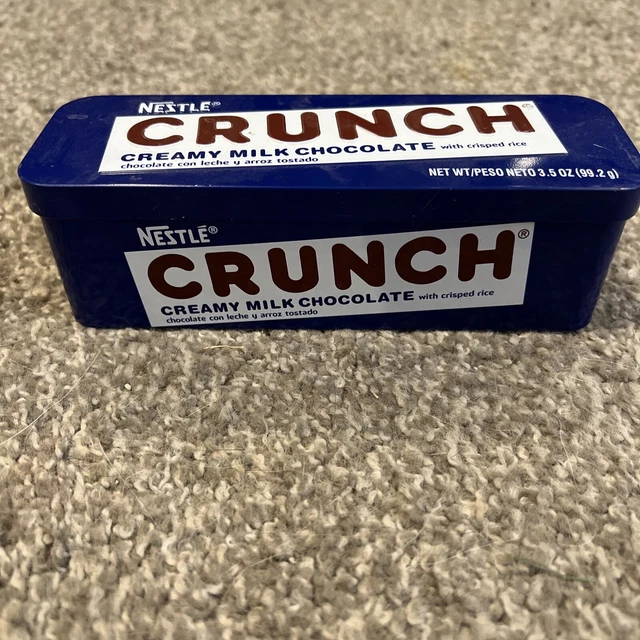 NESTLÉ®
CRUNCH®
CREAMY MILK CHOCOLATE with crisped rice
chocolate con leche y arroz tostado
NET WT/PESO NETO 3.5 OZ (99.2 g)
NESTLÉ®
CRUNCH®
CREAMY MILK CHOCOLATE with crisped rice
chocolate con leche y arroz tostado